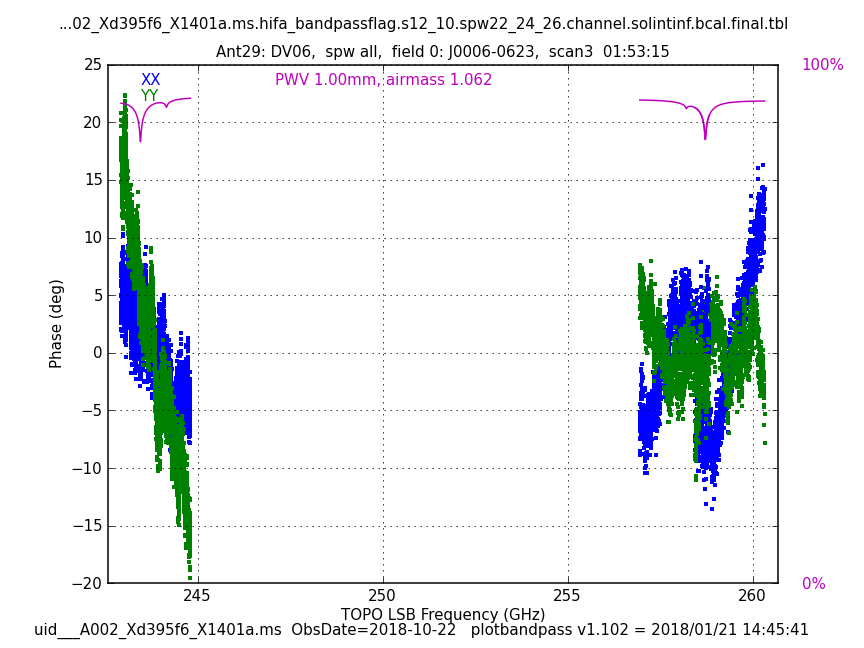 ...02_Xd395f6_X1401a.ms.hifa_bandpassflag.s12_10.spw22_24_26.channel.solintinf.bcal.final.tbl
Ant29: DV06, spw all, field 0: J0006-0623, scan3 01:53:15
25
XX
YY
PWV 1.00mm, airmass 1.062
100%
20
15
10
5
0
−5
−10
−15
−20
Phase (deg)
0%
245
250
255
260
TOPO LSB Frequency (GHz)
uid___A002_Xd395f6_X1401a.ms ObsDate=2018-10-22 plotbandpass v1.102 = 2018/01/21 14:45:41